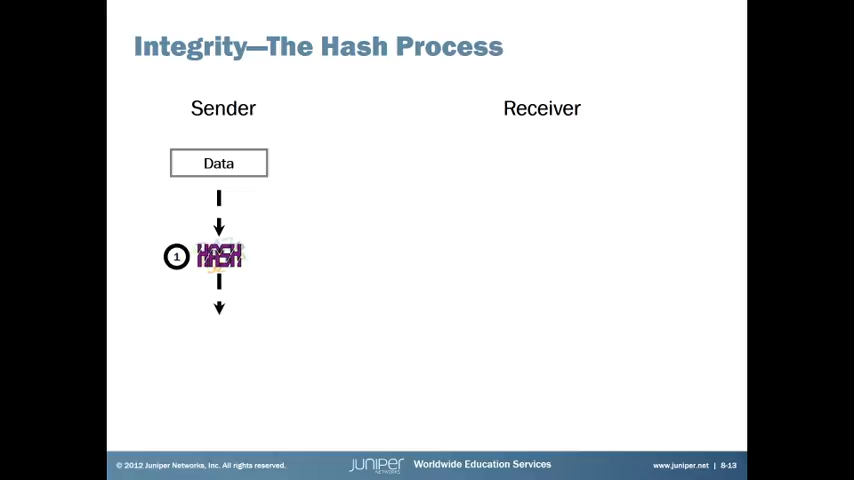 Integrity—The Hash Process
Sender
Receiver
Data
1
HASH
© 2012 Juniper Networks, Inc. All rights reserved.
JUNIPER
NETWORKS
Worldwide Education Services
www.juniper.net | 8-13